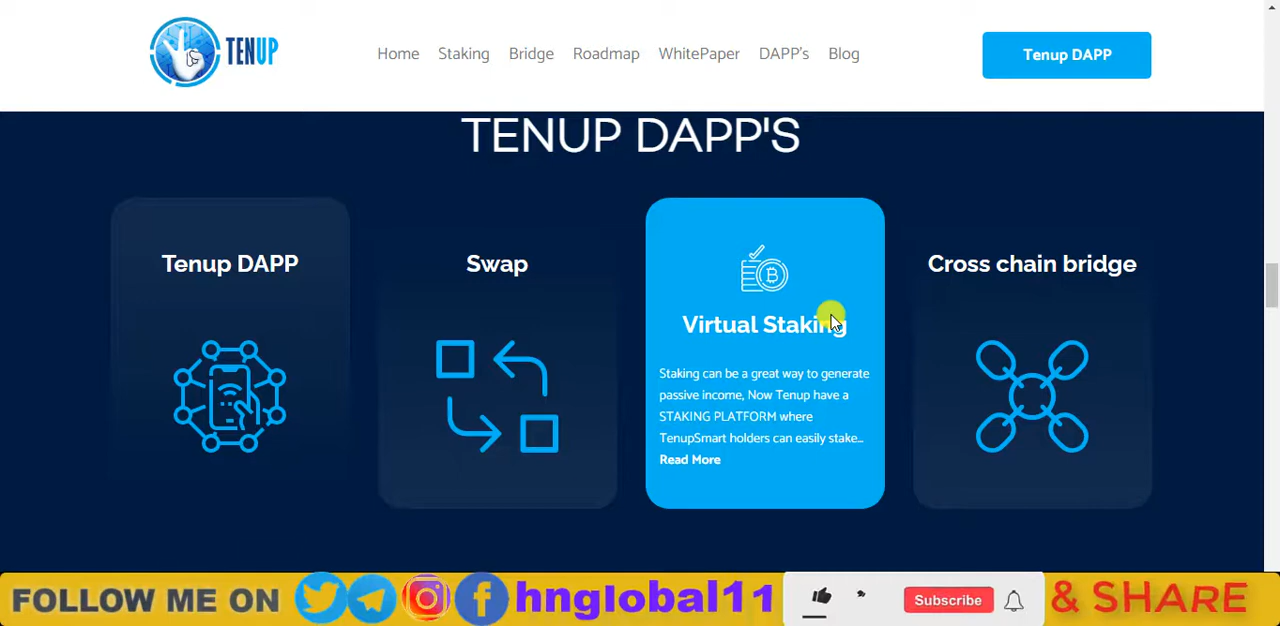 TENUP
Home Staking Bridge Roadmap WhitePaper DAPP's Blog
Tenup DAPP
TENUP DAPP'S
Tenup DAPP
Swap
Virtual Staking
Staking can be a great way to generate
passive income, Now Tenup have a
STAKING PLATFORM where
TenupSmart holders can easily stake...
Read More
Cross chain bridge
FOLLOW ME ON hnglobal11 Subscribe & SHARE